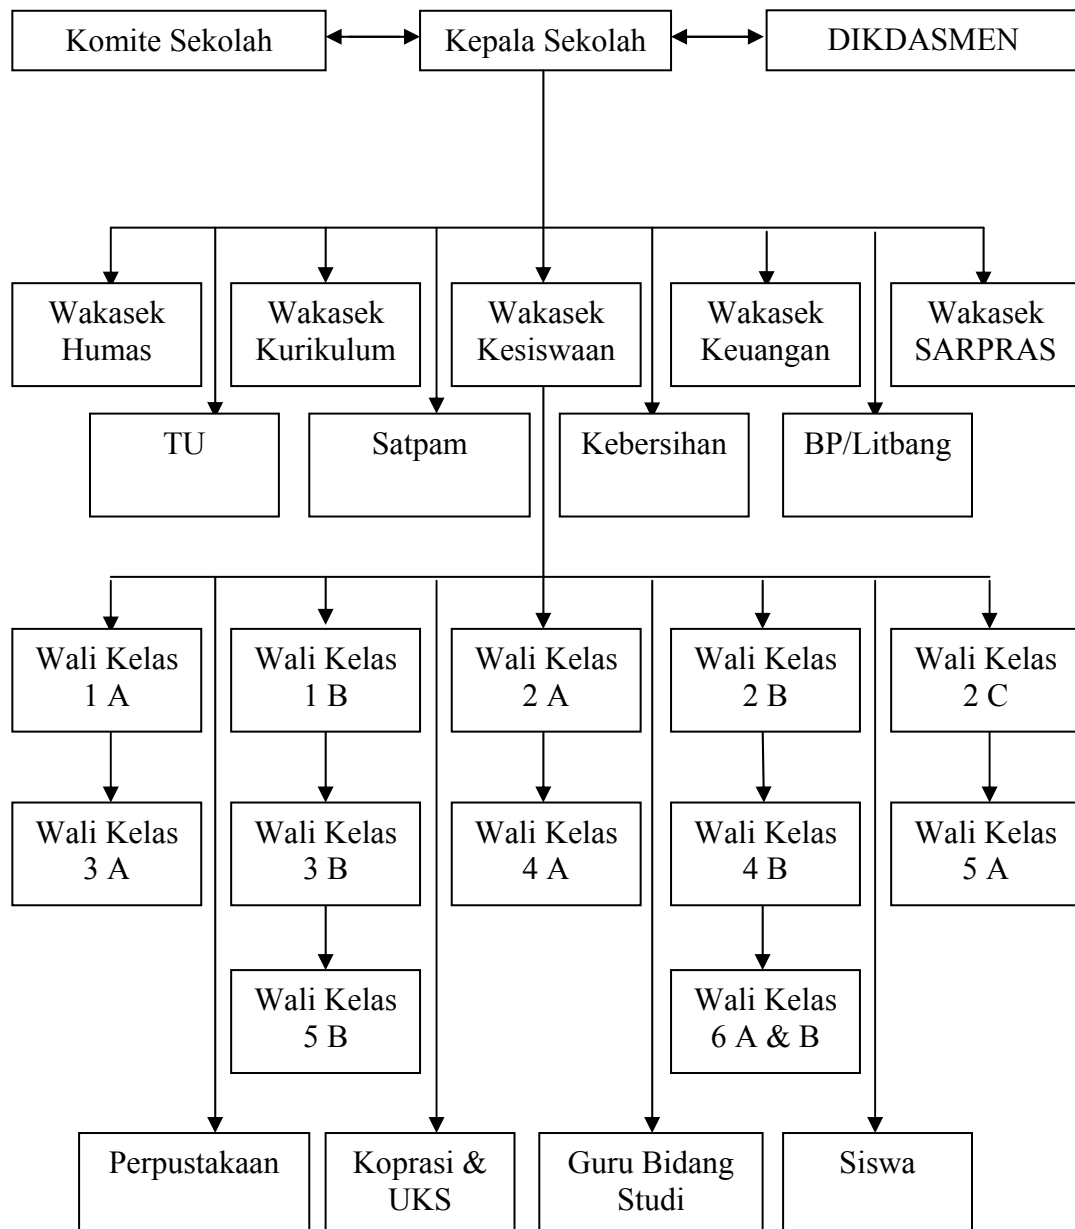 Komite Sekolah
Kepala Sekolah
DIKDASMEN
Wakasek
Humas
Wakasek
Kurikulum
Wakasek
Kesiswaan
Wakasek
Keuangan
Wakasek
SARPRAS
TU
Satpam
Kebersihan
BP/Litbang
Wali Kelas
1 A
Wali Kelas
1 B
Wali Kelas
2 A
Wali Kelas
2 B
Wali Kelas
2 C
Wali Kelas
3 A
Wali Kelas
3 B
Wali Kelas
4 A
Wali Kelas
4 B
Wali Kelas
5 A
Wali Kelas
5 B
Wali Kelas
6 A & B
Perpustakaan
Koprasi &
UKS
Guru Bidang
Studi
Siswa